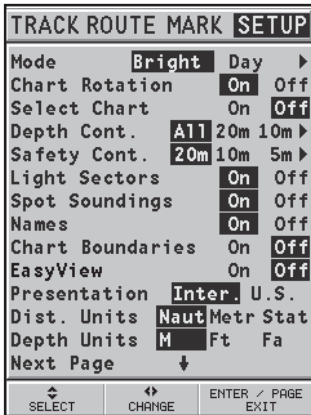 TRACK ROUTE MARK SETUP
Mode Bright Day
Chart Rotation On Off
Select Chart On Off
Depth Cont. All 20m 10m
Safety Cont. 20m 10m 5m
Light Sectors On Off
Spot Soundings On Off
Names On Off
Chart Boundaries On Off
EasyView On Off
Presentation Inter. U.S.
Dist. Units Naut Metr Stat
Depth Units M Ft Fa
Next Page
SELECT CHANGE ENTER / PAGE
EXIT